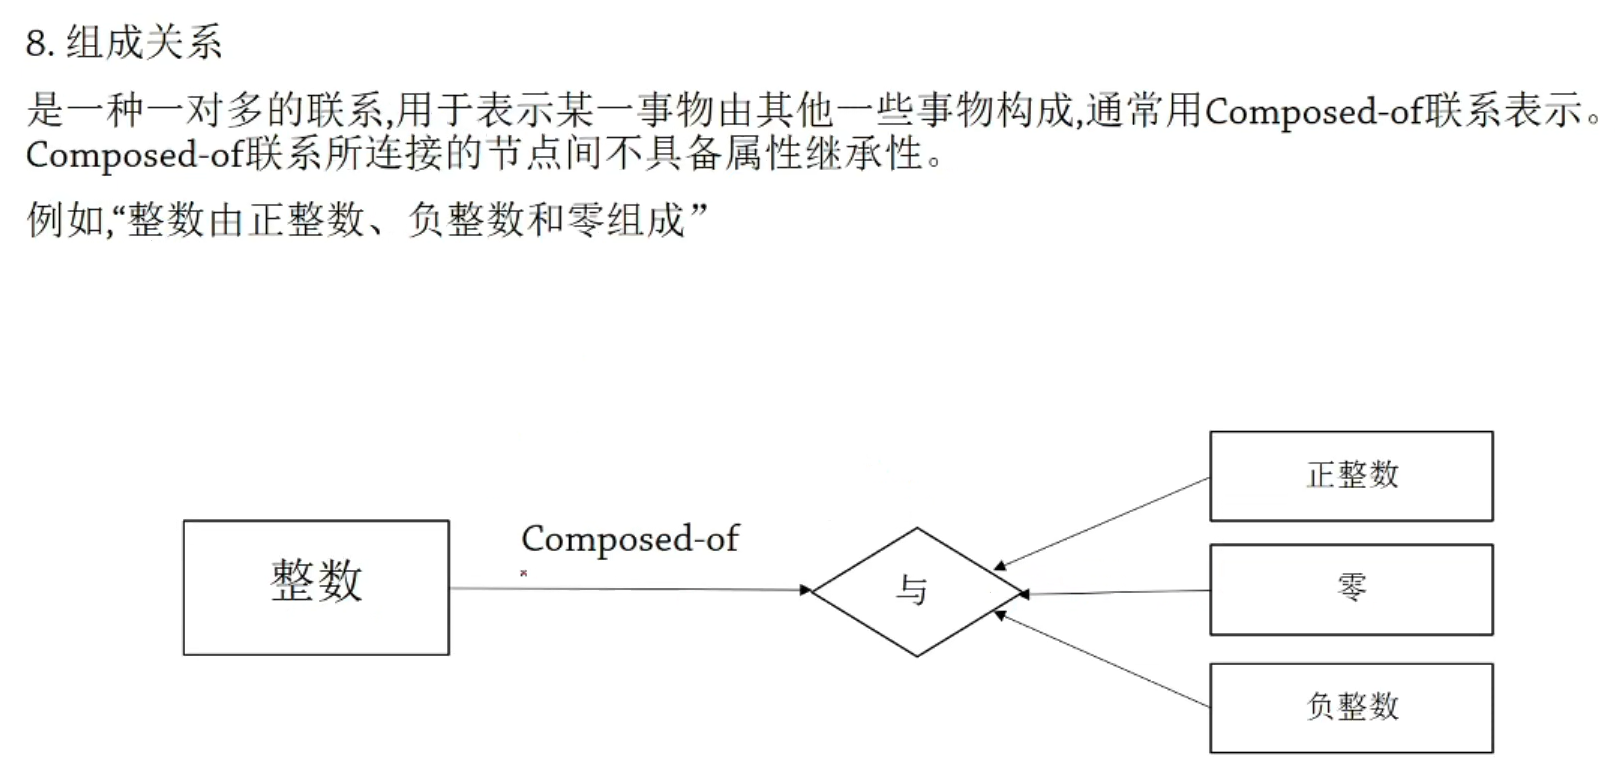 8. 组成关系
是一种一对多的联系,用于表示某一事物由其他一些事物构成,通常用Composed-of联系表示。
Composed-of联系所连接的节点间不具备属性继承性。
例如,“整数由正整数、负整数和零组成”
正整数
Composed-of
整数
与
零
负整数